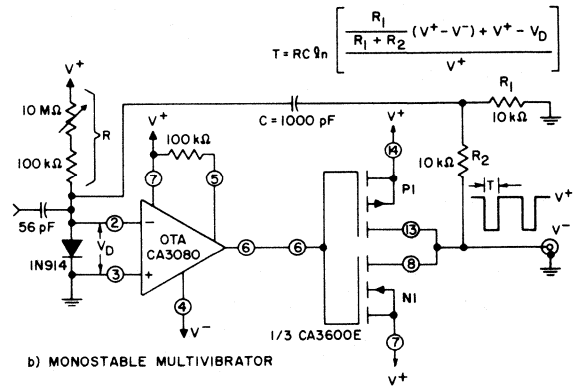 T = RC ℓn [ ( R1 / (R1 + R2) (V+ − V−) + V+ − VD ) / V+ ]
V+
10 MΩ
R
100 kΩ
56 pF
1N914
VD
C = 1000 pF
R1
10 kΩ
V+
100 kΩ
7
5
2
−
3
+
OTA
CA3080
4
V−
6
6
V+
14
P1
13
8
N1
7
V+
10 kΩ
R2
T
V+
V−
1/3 CA3600E
b) MONOSTABLE MULTIVIBRATOR